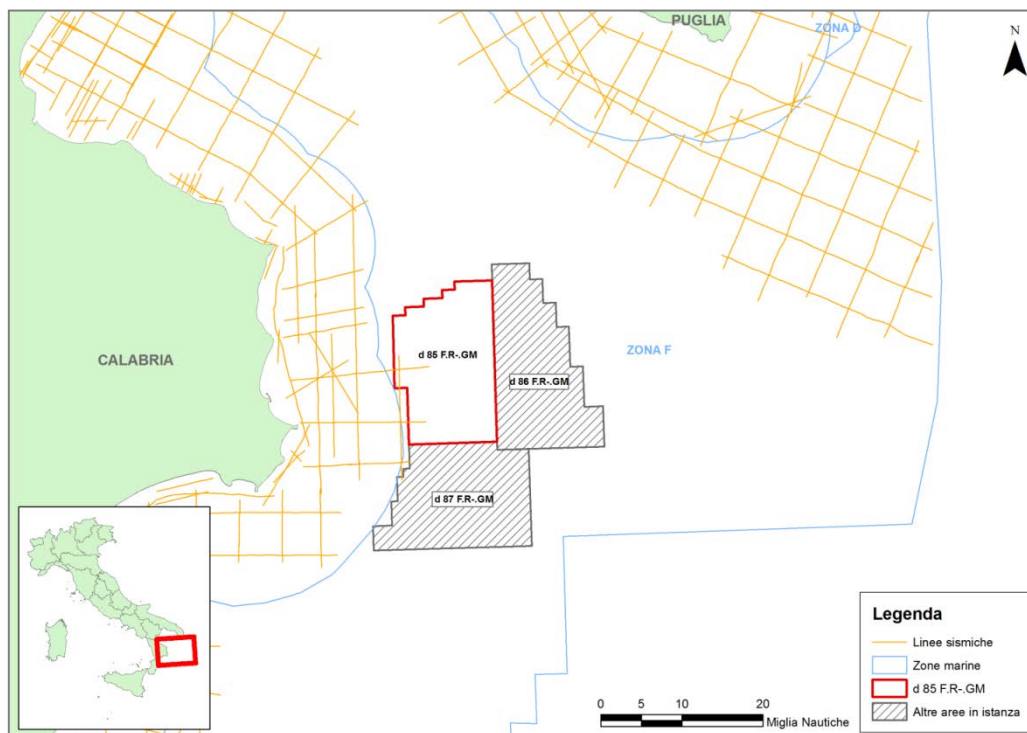 PUGLIA
ZONA D
N
CALABRIA
d 85 F.R-.GM
ZONA F
d 86 F.R-.GM
d 87 F.R-.GM
Legenda
Linee sismiche
Zone marine
d 85 F.R-.GM
Altre aree in istanza
0 5 10 20
Miglia Nautiche